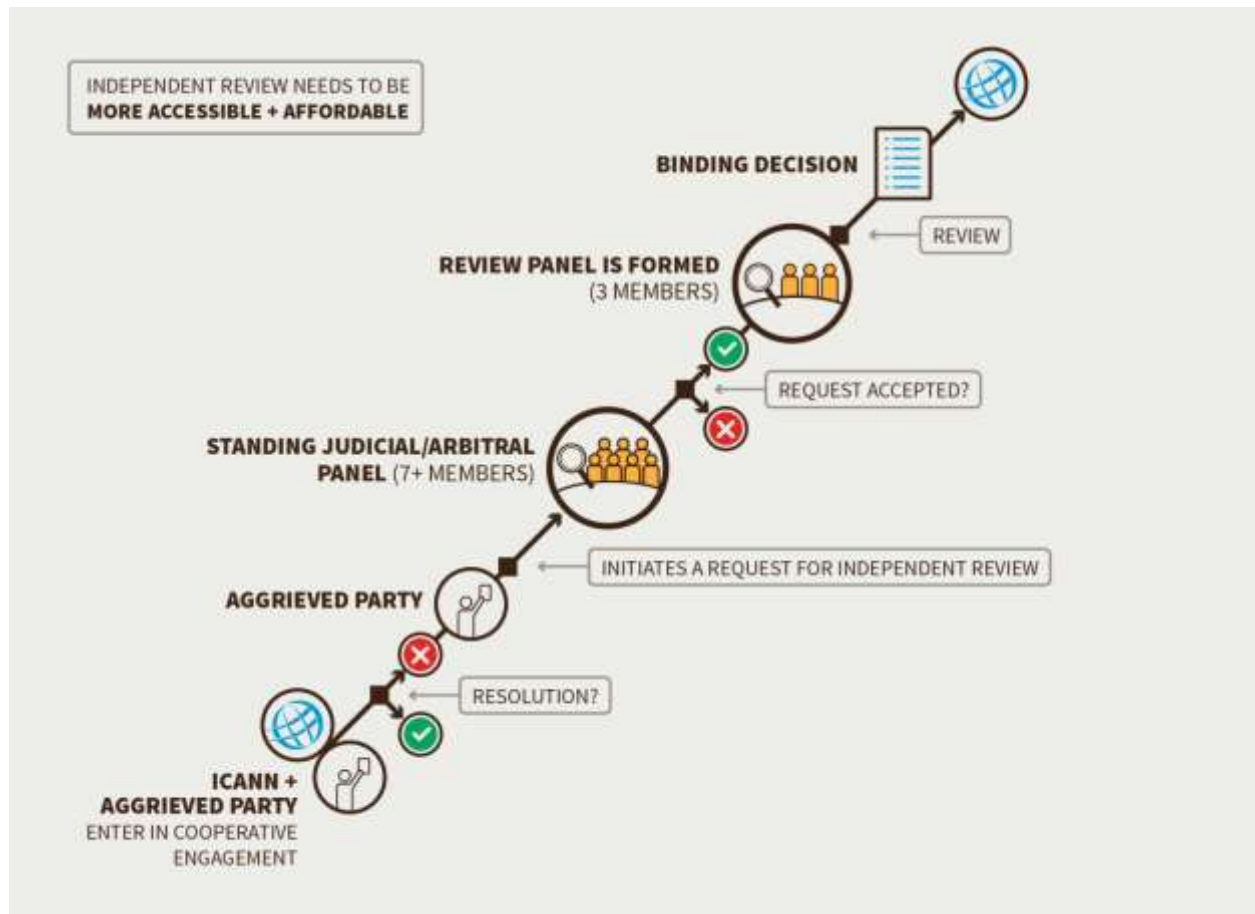 INDEPENDENT REVIEW NEEDS TO BE
MORE ACCESSIBLE + AFFORDABLE
BINDING DECISION
REVIEW
REVIEW PANEL IS FORMED
(3 MEMBERS)
REQUEST ACCEPTED?
STANDING JUDICIAL/ARBITRAL
PANEL (7+ MEMBERS)
INITIATES A REQUEST FOR INDEPENDENT REVIEW
AGGRIEVED PARTY
RESOLUTION?
ICANN +
AGGRIEVED PARTY
ENTER IN COOPERATIVE
ENGAGEMENT